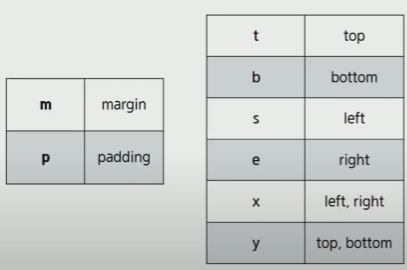 m margin
p padding
t top
b bottom
s left
e right
x left, right
y top, bottom